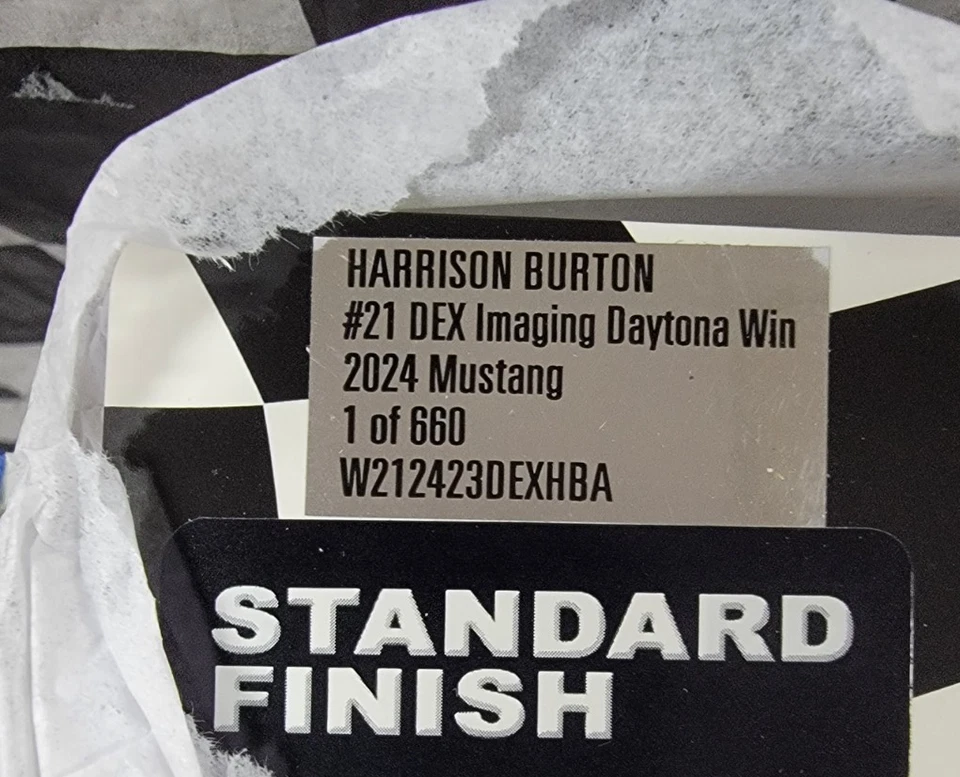 HARRISON BURTON
#21 DEX Imaging Daytona Win
2024 Mustang
1 of 660
W212423DEXHBA
STANDARD
FINISH